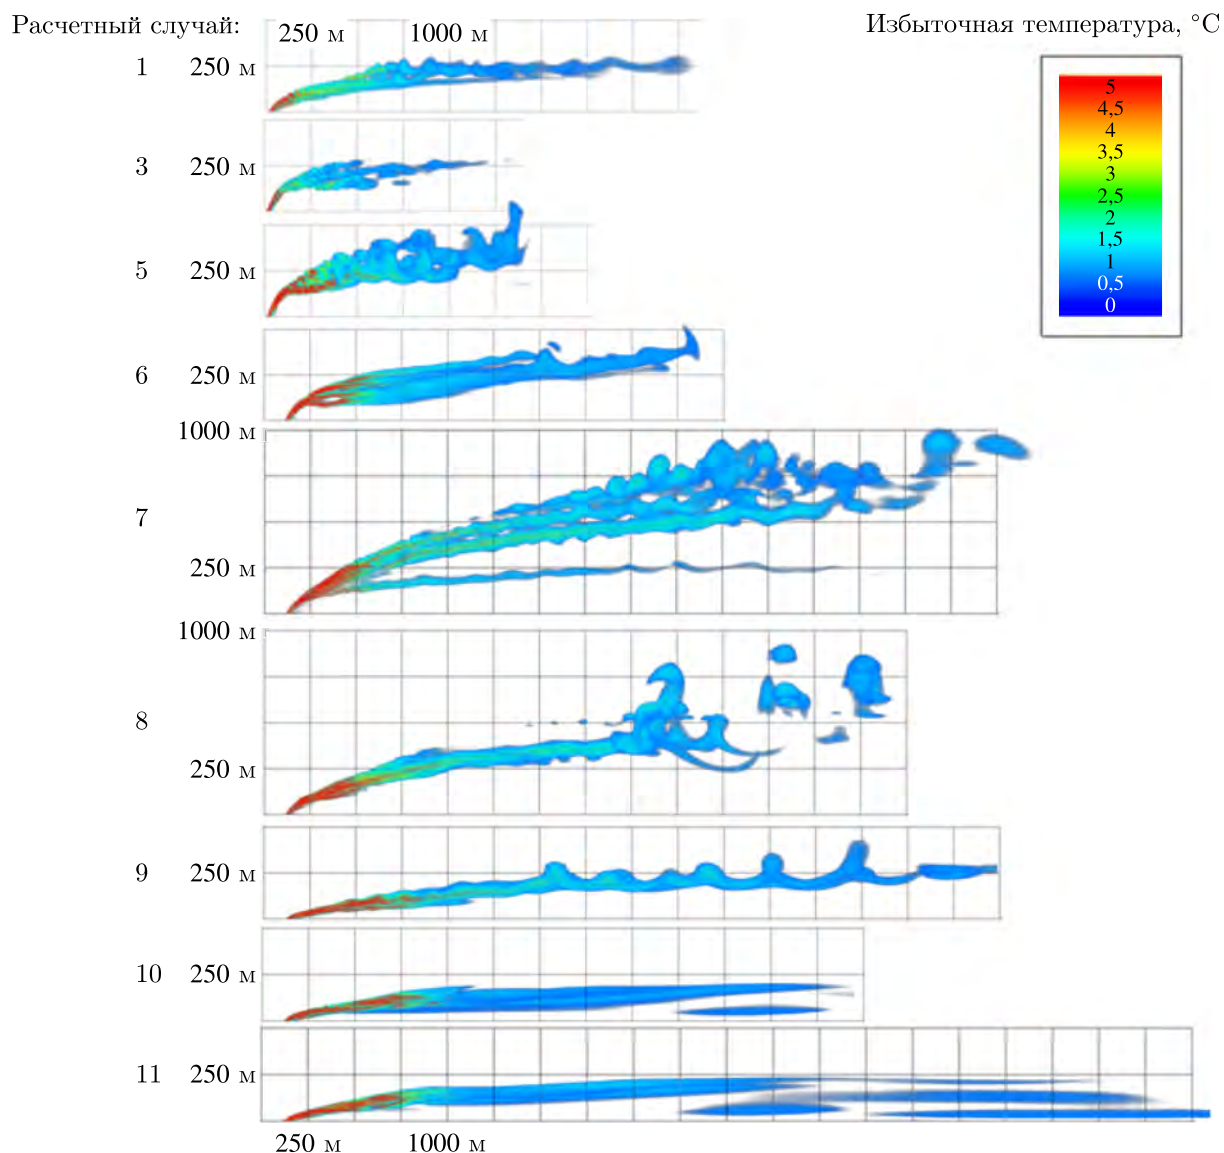 Расчетный случай:
250 м 1000 м
Избыточная температура, °C
1 250 м
5
4,5
4
3,5
3
2,5
2
1,5
1
0,5
0
3 250 м
5 250 м
6 250 м
1000 м
7
250 м
1000 м
8
250 м
9 250 м
10 250 м
11 250 м
250 м 1000 м